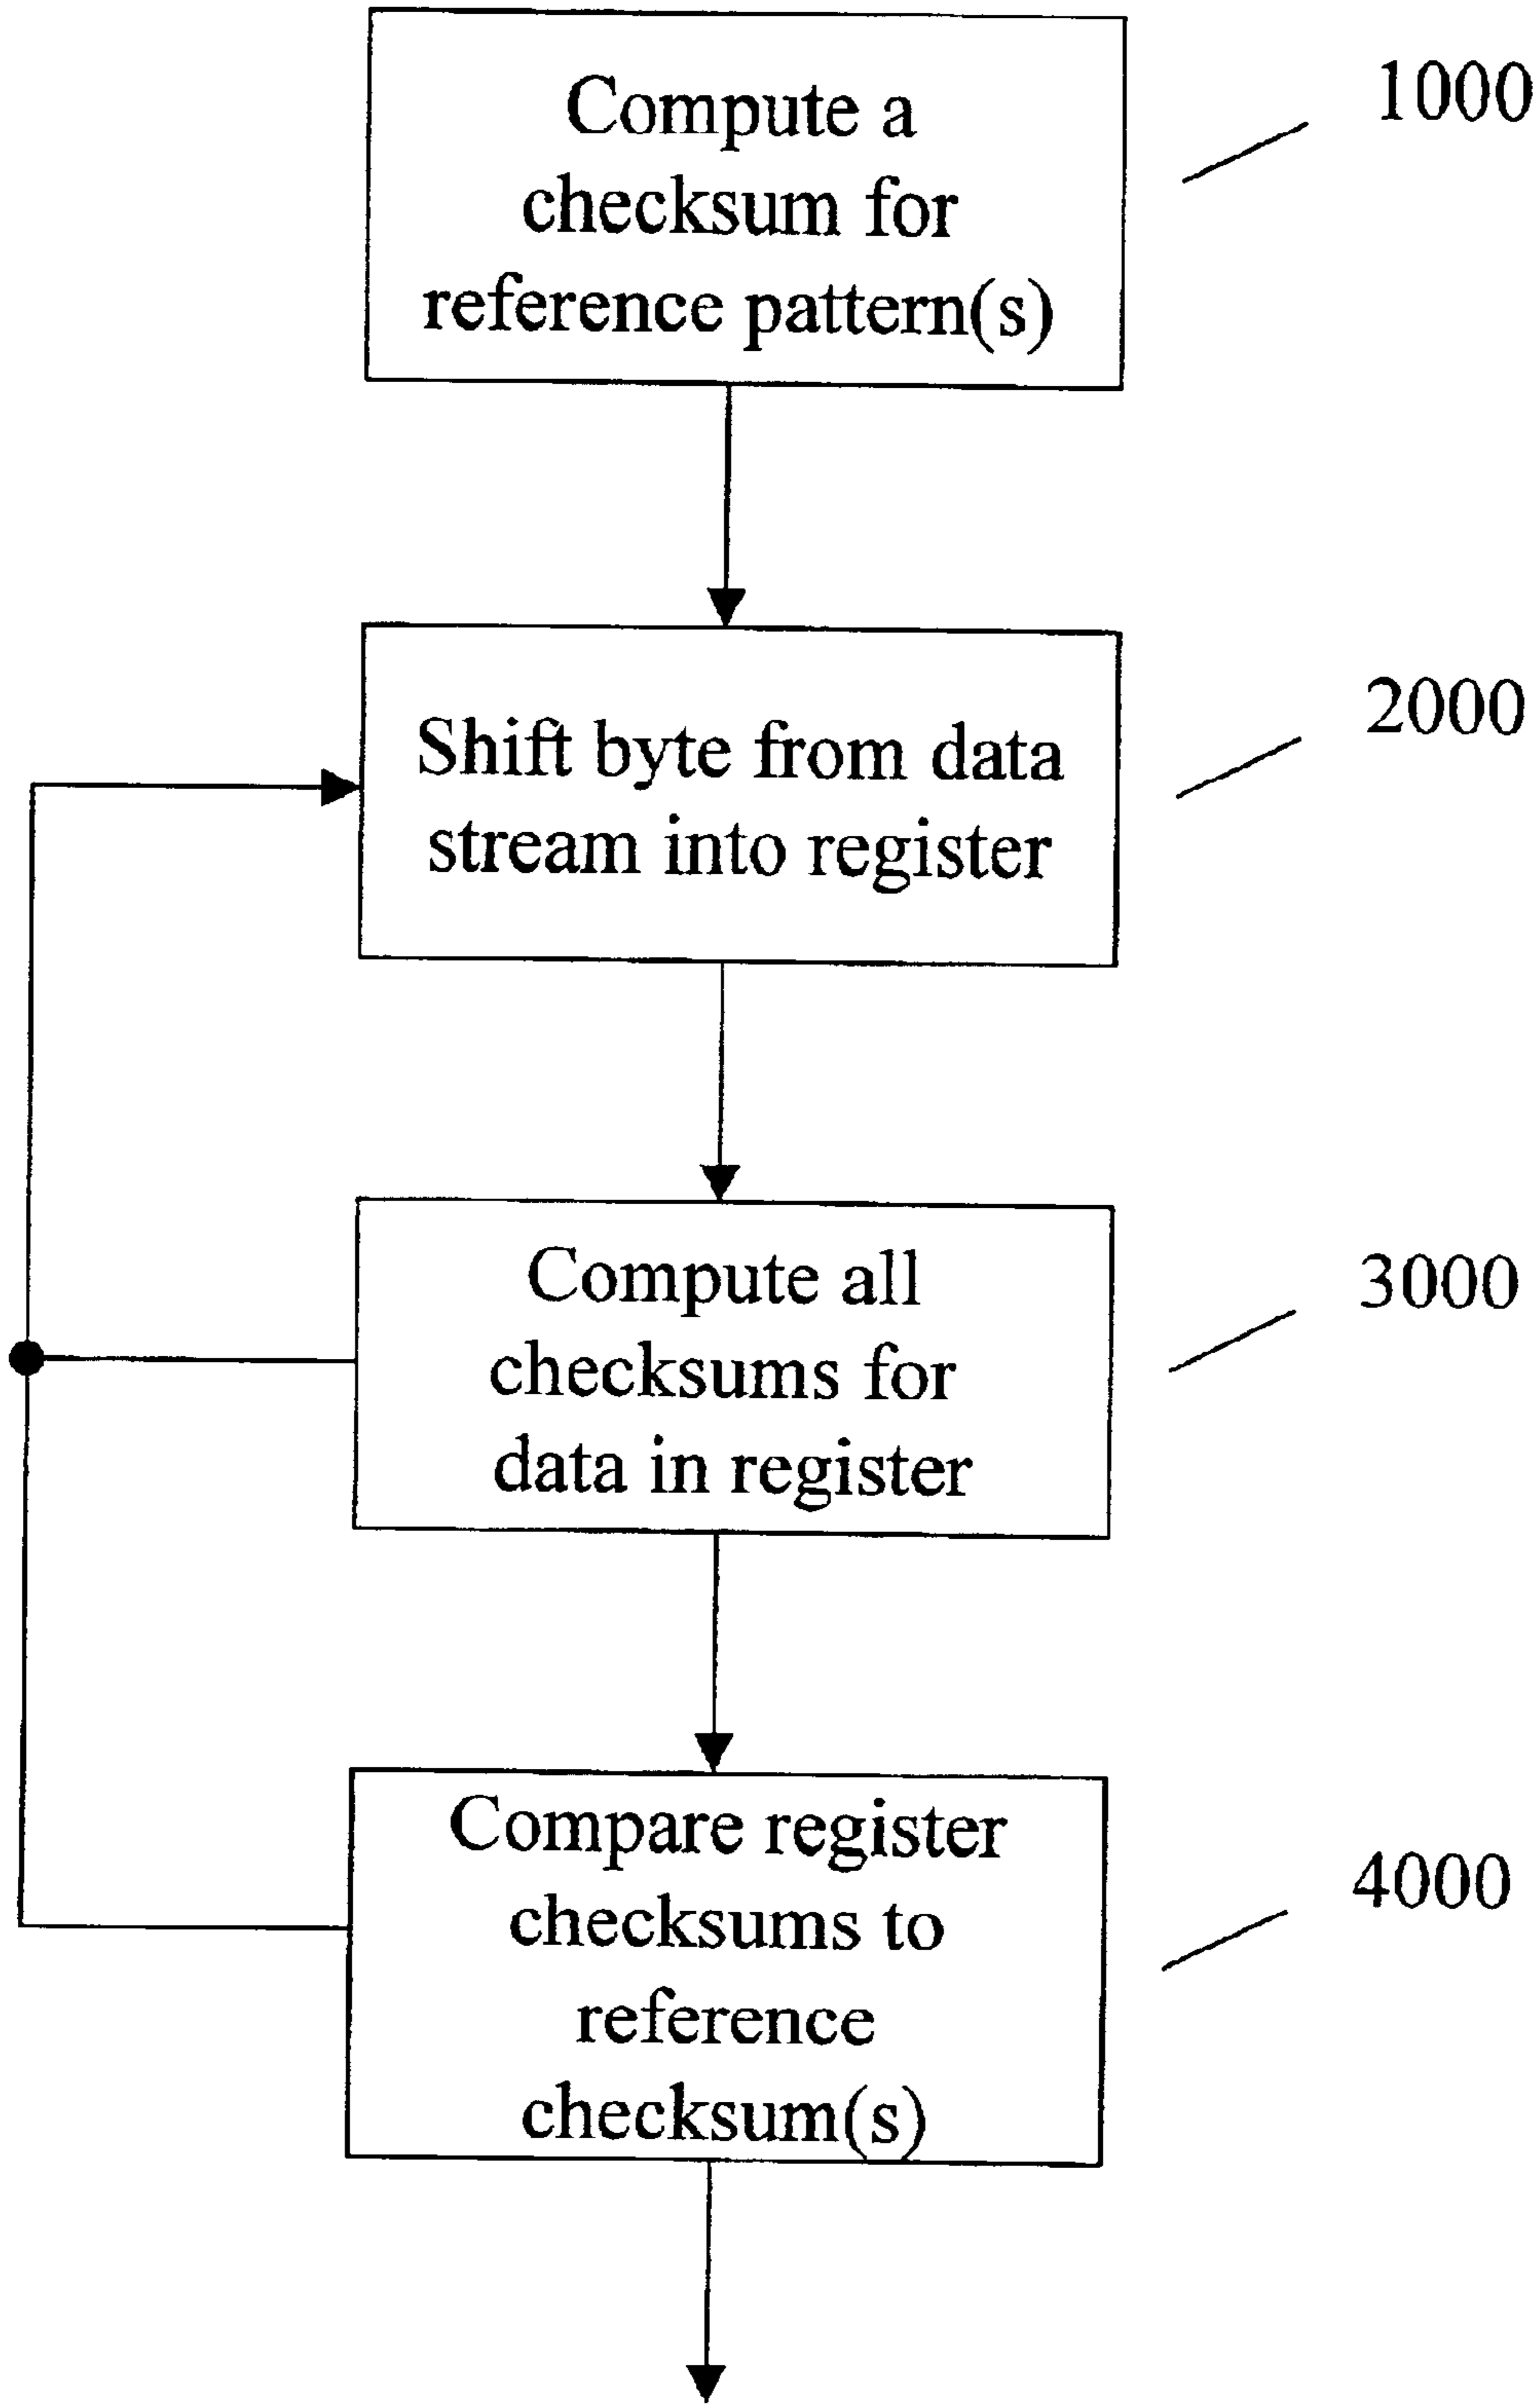 Compute a
checksum for
reference pattern(s)
1000
Shift byte from data
stream into register
2000
Compute all
checksums for
data in register
3000
Compare register
checksums to
reference
checksum(s)
4000